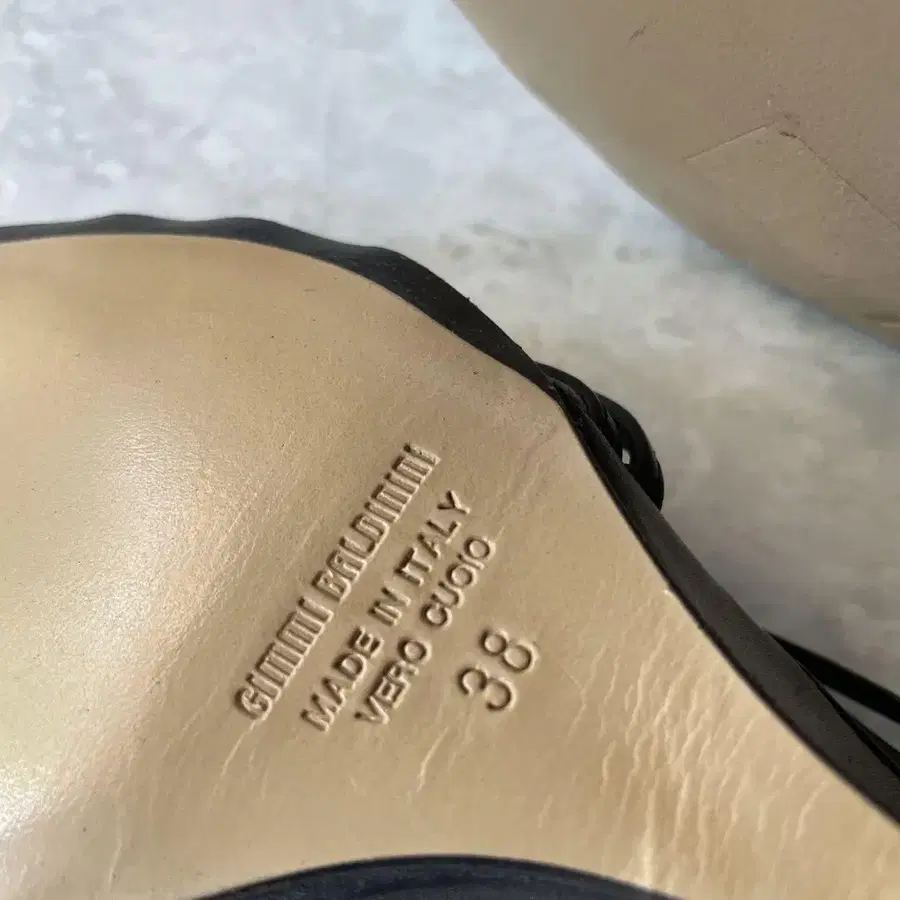 GIMMI BALDININI
MADE IN ITALY
VERO CUOIO
38